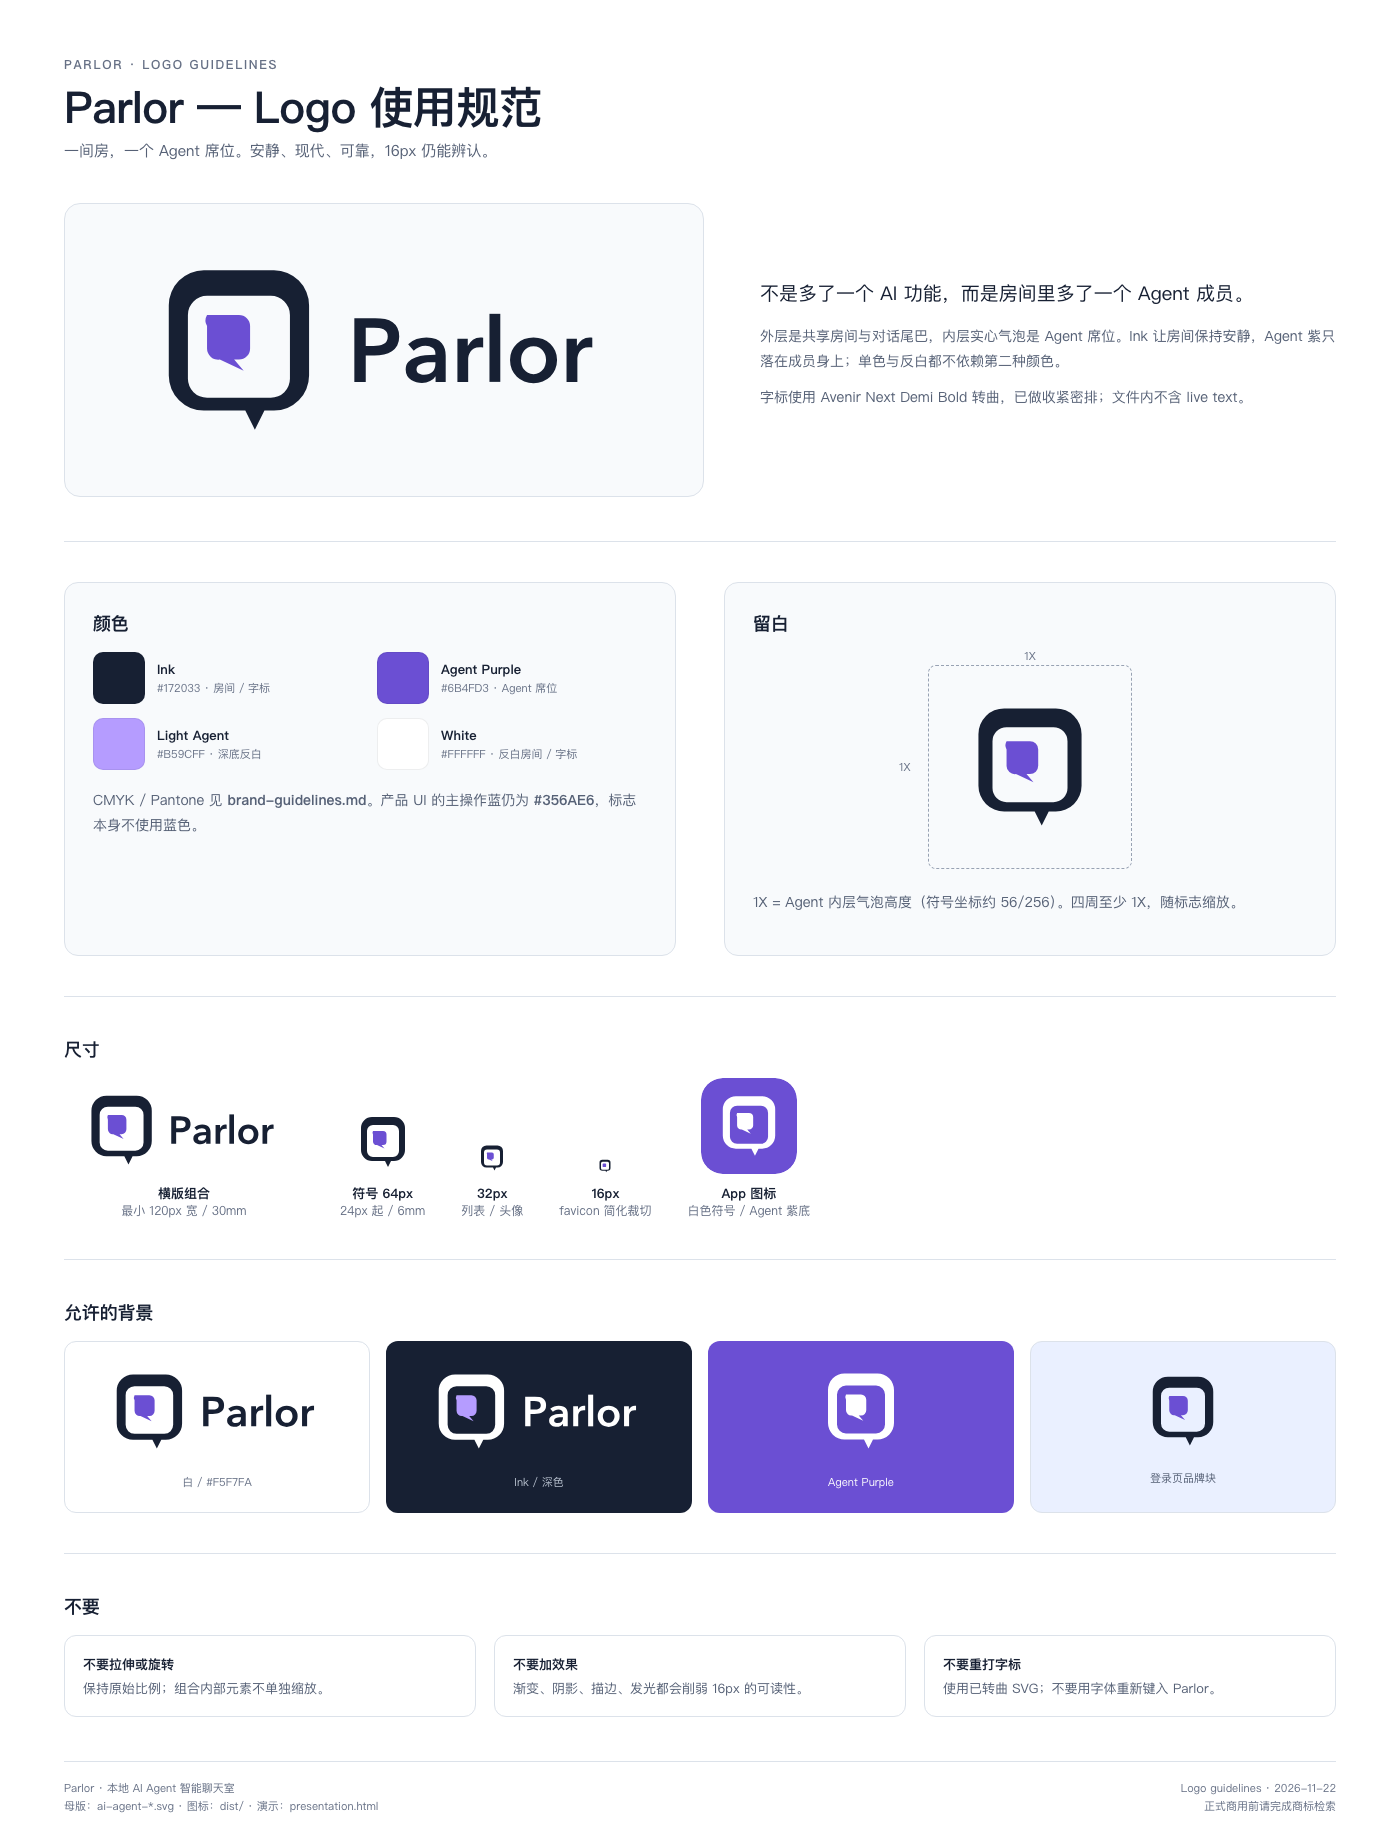 PARLOR · LOGO GUIDELINES
Parlor — Logo 使用规范
一间房，一个 Agent 席位。安静、现代、可靠，16px 仍能辨认。
Parlor
不是多了一个 AI 功能，而是房间里多了一个 Agent 成员。
外层是共享房间与对话尾巴，内层实心气泡是 Agent 席位。Ink 让房间保持安静，Agent 紫只
落在成员身上；单色与反白都不依赖第二种颜色。
字标使用 Avenir Next Demi Bold 转曲，已做收紧密排；文件内不含 live text。
颜色
Ink
#172033 · 房间 / 字标
Agent Purple
#6B4FD3 · Agent 席位
Light Agent
#B59CFF · 深底反白
White
#FFFFFF · 反白房间 / 字标
CMYK / Pantone 见 brand-guidelines.md。产品 UI 的主操作蓝仍为 #356AE6，标志
本身不使用蓝色。
留白
1X
1X
1X = Agent 内层气泡高度（符号坐标约 56/256）。四周至少 1X，随标志缩放。
尺寸
Parlor
横版组合
最小 120px 宽 / 30mm
符号 64px
24px 起 / 6mm
32px
列表 / 头像
16px
favicon 简化裁切
App 图标
白色符号 / Agent 紫底
允许的背景
Parlor
白 / #F5F7FA
Parlor
Ink / 深色
Agent Purple
登录页品牌块
不要
不要拉伸或旋转
保持原始比例；组合内部元素不单独缩放。
不要加效果
渐变、阴影、描边、发光都会削弱 16px 的可读性。
不要重打字标
使用已转曲 SVG；不要用字体重新键入 Parlor。
Parlor · 本地 AI Agent 智能聊天室
母版：ai-agent-*.svg · 图标：dist/ · 演示：presentation.html
Logo guidelines · 2026-11-22
正式商用前请完成商标检索